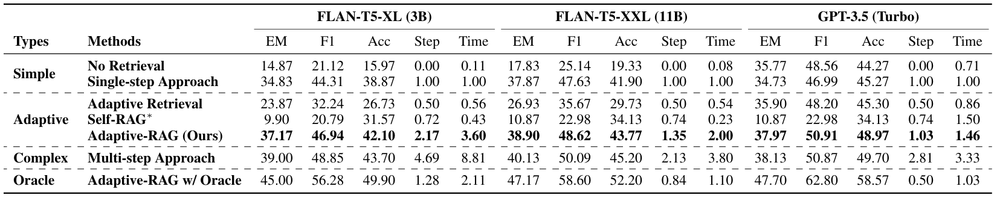 FLAN-T5-XL (3B) FLAN-T5-XXL (11B) GPT-3.5 (Turbo)
Types Methods EM F1 Acc Step Time EM F1 Acc Step Time EM F1 Acc Step Time
Simple No Retrieval 14.87 21.12 15.97 0.00 0.11 17.83 25.14 19.33 0.00 0.08 35.77 48.56 44.27 0.00 0.71
Single-step Approach 34.83 44.31 38.87 1.00 1.00 37.87 47.63 41.90 1.00 1.00 34.73 46.99 45.27 1.00 1.00
Adaptive Retrieval 23.87 32.24 26.73 0.50 0.56 26.93 35.67 29.73 0.50 0.54 35.90 48.20 45.30 0.50 0.86
Adaptive Self-RAG* 9.90 20.79 31.57 0.72 0.43 10.87 22.98 34.13 0.74 0.23 10.87 22.98 34.13 0.74 1.50
Adaptive-RAG (Ours) 37.17 46.94 42.10 2.17 3.60 38.90 48.62 43.77 1.35 2.00 37.97 50.91 48.97 1.03 1.46
Complex Multi-step Approach 39.00 48.85 43.70 4.69 8.81 40.13 50.09 45.20 2.13 3.80 38.13 50.87 49.70 2.81 3.33
Oracle Adaptive-RAG w/ Oracle 45.00 56.28 49.90 1.28 2.11 47.17 58.60 52.20 0.84 1.10 47.70 62.80 58.57 0.50 1.03